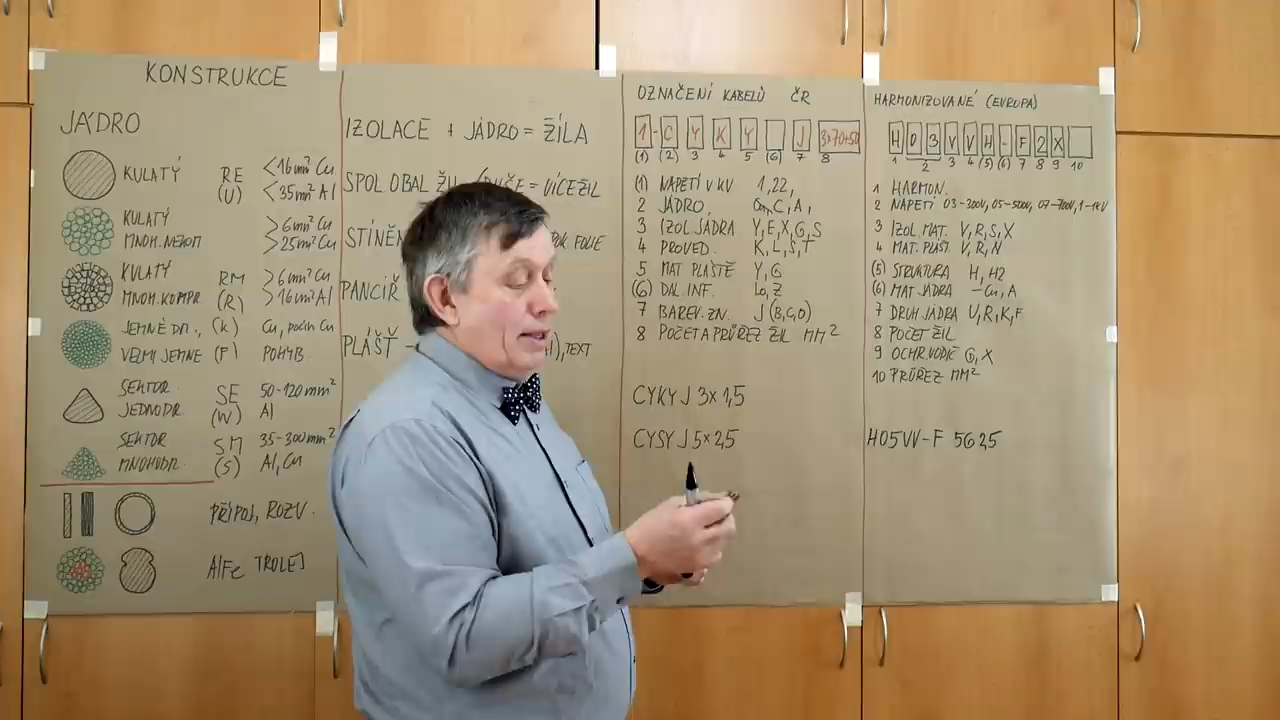 KONSTRUKCE
JÁDRO
KULATÝ RE <16mm² Cu
(U) <35mm² Al
KULATÝ >6mm² Cu
MNOH. NEKOM >25mm² Cu
KULATÝ RM >6mm² Cu
MNOH. KOMPR (R) >16mm² Al
JEMNĚ DR., (K) Cu, pocín Cu
VELMI JEMNE (F) POHYB.
SEKTOR. SE 50-120mm²
JEDNODR. (W) Al
SEKTOR SM 35-300mm²
MNOHODR. (S) Al, Cu
PŘÍPOJ, ROZV.
AlFe TROLEJ
IZOLACE + JÁDRO = ŽÍLA
SPOL OBAL = VÍCEŽIL
STÍNĚN FOLIE
PANCÍŘ
PLÁŠŤ - ,TEXT
OZNAČENÍ KABELŮ ČR
1 - C Y K Y J 3x70+50
(1) (2) 3 4 5 (6) 7 8
(1) NAPĚTÍ V KV 1,22,
2 JÁDRO C, A,
3 IZOL JÁDRA Y, E, X, G, S
4 PROVED. K, L, S, T
5 MAT PLÁŠTĚ Y, G
(6) DAL. INF. Lo, Z
7 BAREV. ZN. J (B, C, D)
8 POČET A PRŮŘEZ ŽIL MM²
CYKY J 3x 1,5
CYSY J 5x2,5
HARMONIZOVANÉ (EVROPA)
H 0 3 V V H - F 2 X
1 2 3 4 (5) (6) 7 8 9 10
1 HARMON.
2 NAPĚTÍ 03-300V, 05-500V, 07-700V, 1-1KV
3 IZOL. MAT. V, R, S, X
4 MAT. PLÁŠT. V, R, N
(5) STRUKTURA H, H2
(6) MAT JÁDRA -Cu, A
7 DRUH JÁDRA U, R, K, F
8 POČET ŽIL
9 OCHR. VODIČ G, X
10 PRŮŘEZ MM²
H05VV-F 5G 2,5